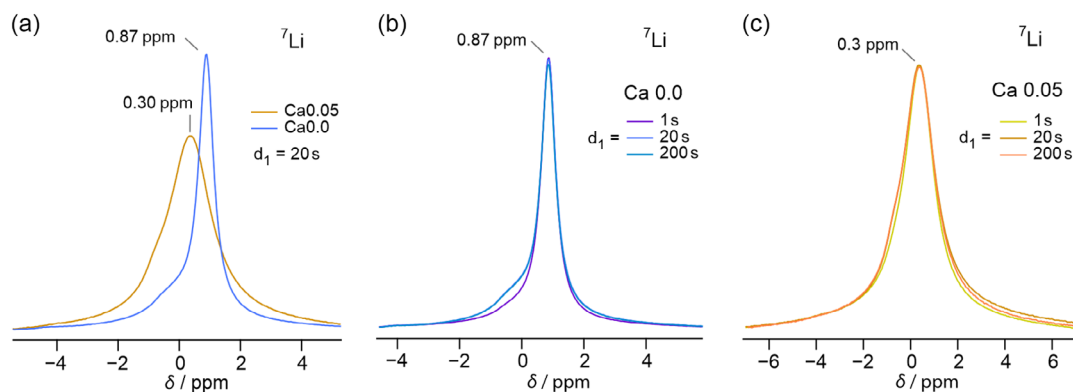 (a)
0.87 ppm
⁷Li
0.30 ppm
Ca0.05
Ca0.0
d₁ = 20 s
−4 −2 0 2 4
δ / ppm
(b)
0.87 ppm
⁷Li
Ca 0.0
1 s
d₁ = 20 s
200 s
−4 −2 0 2 4
δ / ppm
(c)
0.3 ppm
⁷Li
Ca 0.05
1 s
d₁ = 20 s
200 s
−6 −4 −2 0 2 4 6
δ / ppm